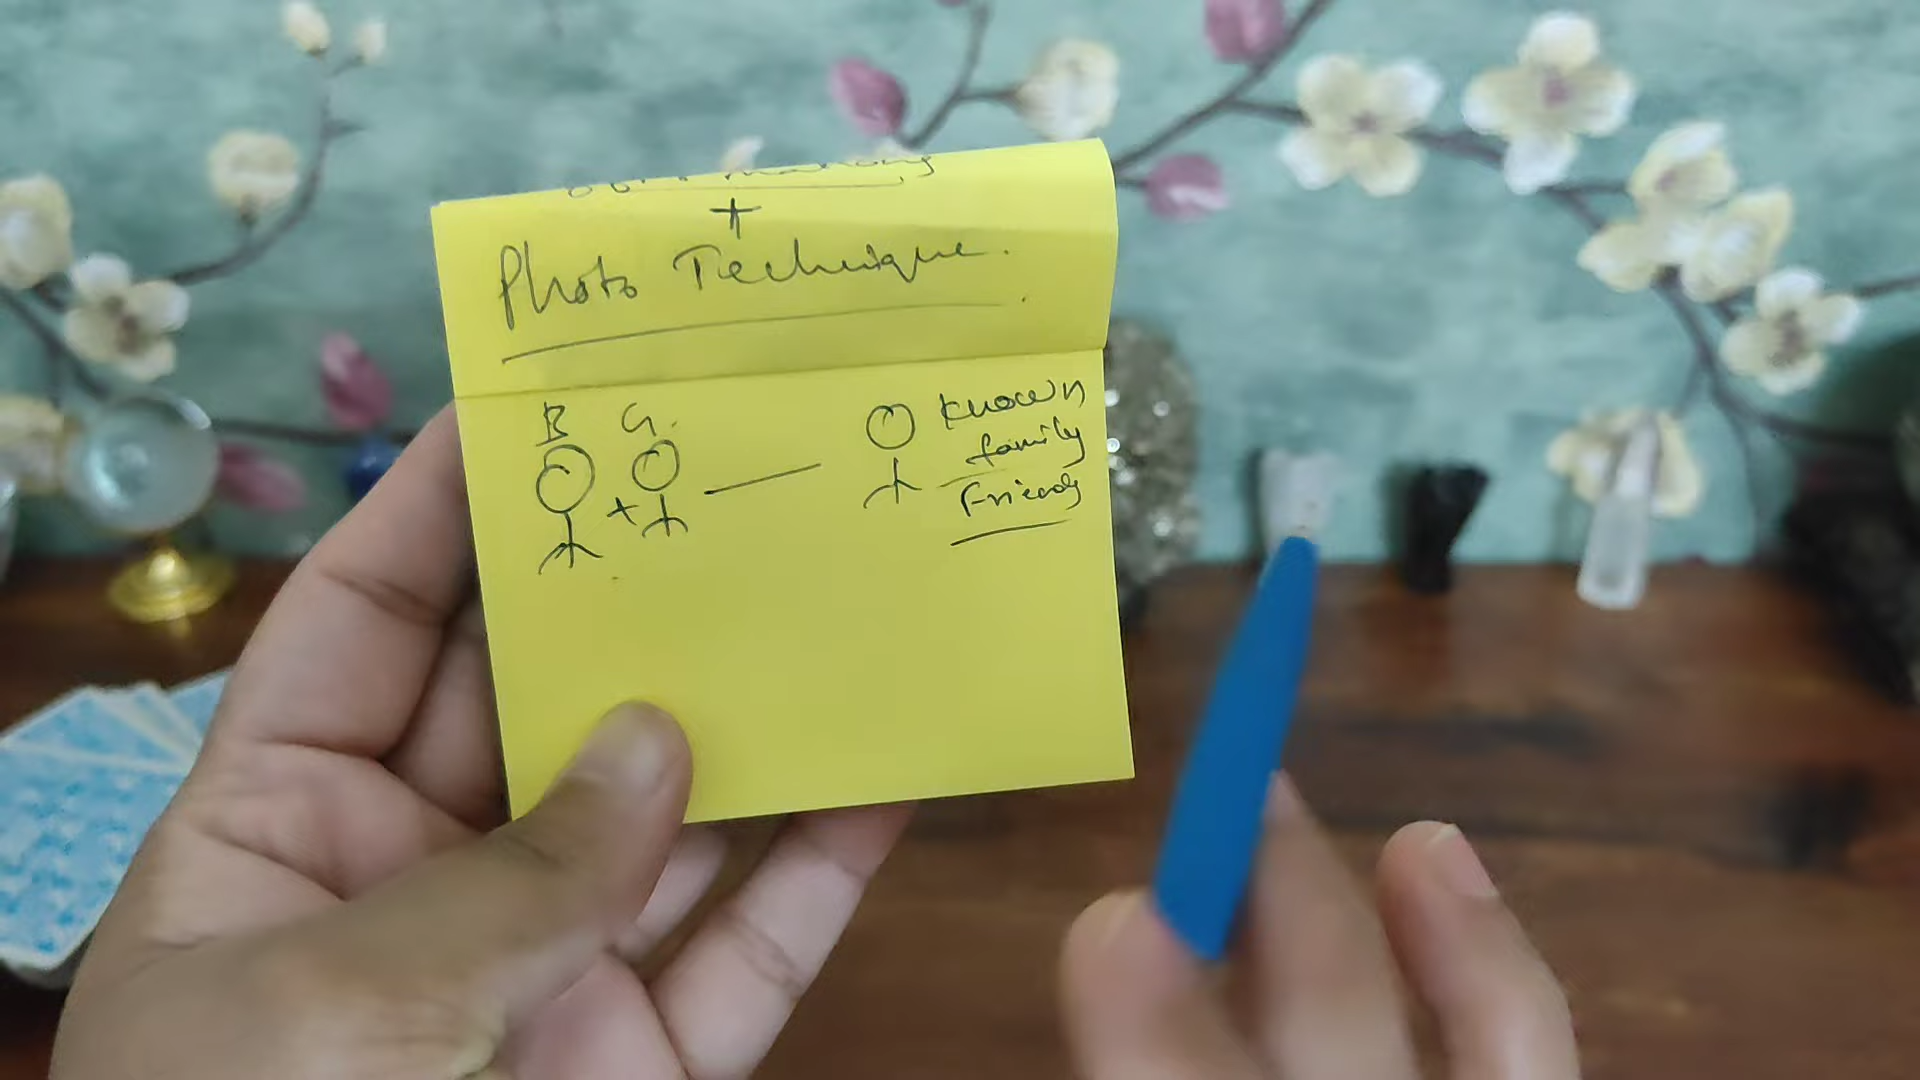 +
Photo Technique.
B G.
+
Known
family
Friends